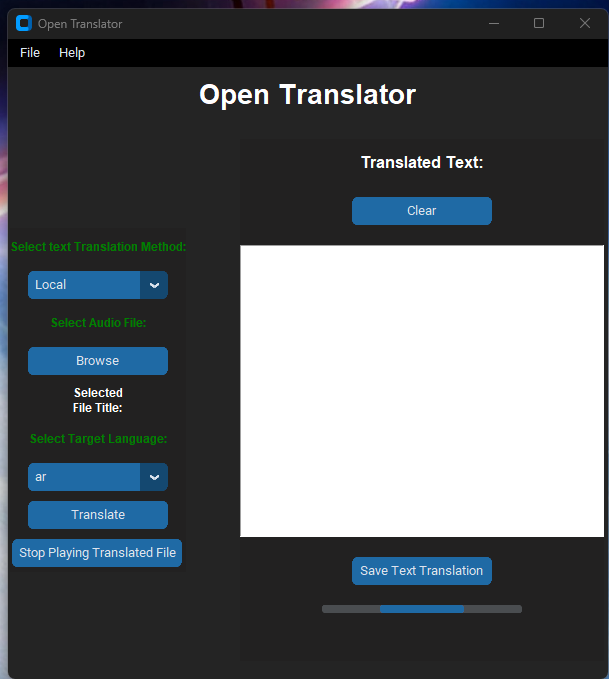 Open Translator
File Help
Open Translator
Select text Translation Method:
Local
Select Audio File:
Browse
Selected
File Title:
Select Target Language:
ar
Translate
Stop Playing Translated File
Translated Text:
Clear
Save Text Translation